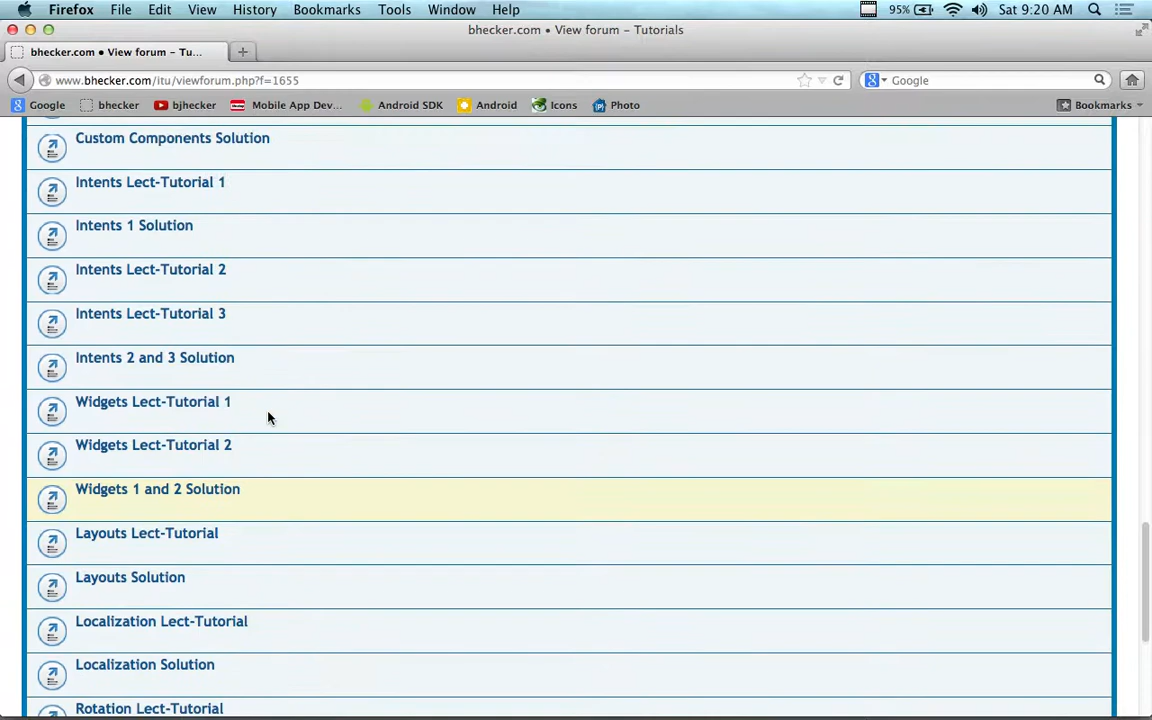 Firefox File Edit View History Bookmarks Tools Window Help 95% Sat 9:20 AM
bhecker.com • View forum – Tutorials
bhecker.com • View forum – Tu...
www.bhecker.com/itu/viewforum.php?f=1655 Google
Google bhecker bjhecker Mobile App Dev... Android SDK Android Icons Photo Bookmarks
Custom Components Solution
Intents Lect-Tutorial 1
Intents 1 Solution
Intents Lect-Tutorial 2
Intents Lect-Tutorial 3
Intents 2 and 3 Solution
Widgets Lect-Tutorial 1
Widgets Lect-Tutorial 2
Widgets 1 and 2 Solution
Layouts Lect-Tutorial
Layouts Solution
Localization Lect-Tutorial
Localization Solution
Rotation Lect-Tutorial